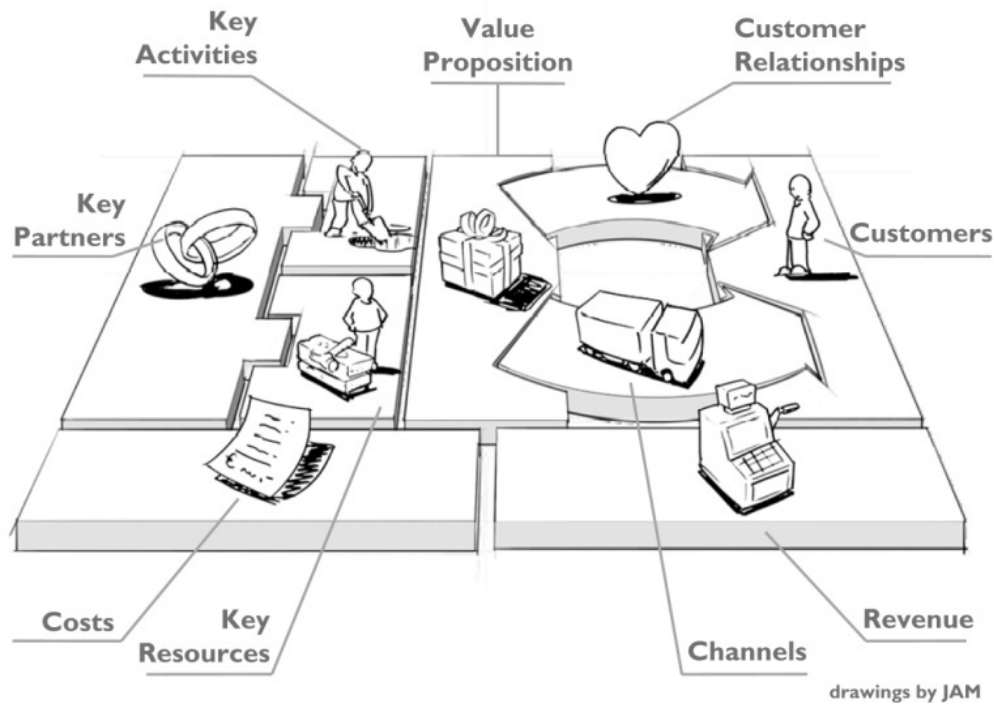 Key
Activities
Value
Proposition
Customer
Relationships
Key
Partners
Customers
€
Costs
Key
Resources
Channels
Revenue
drawings by JAM